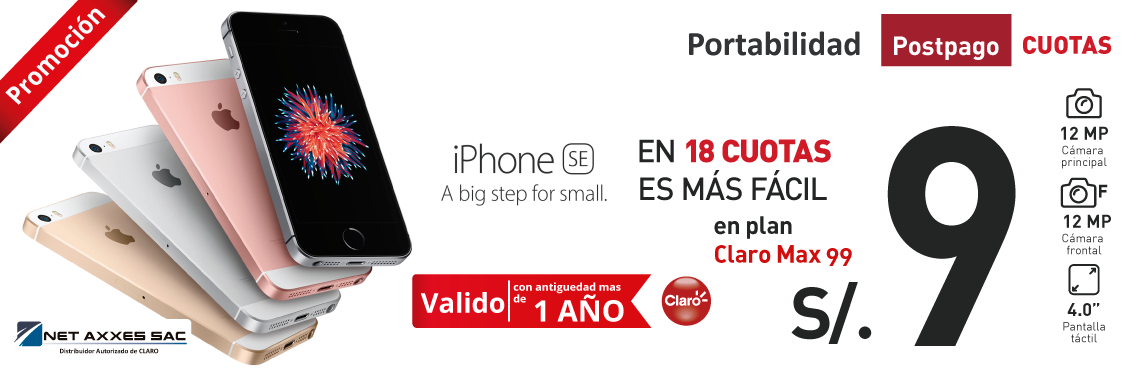 Promoción
Portabilidad
Postpago
CUOTAS
iPhone SE
A big step for small.
EN 18 CUOTAS
ES MÁS FÁCIL
en plan
Claro Max 99
S/. 9
Valido
con antiguedad mas
de 1 AÑO
Claro
12 MP
Cámara
principal
F
12 MP
Cámara
frontal
4.0”
Pantalla
táctil
NET AXXES SAC
Distribuidor Autorizado de CLARO